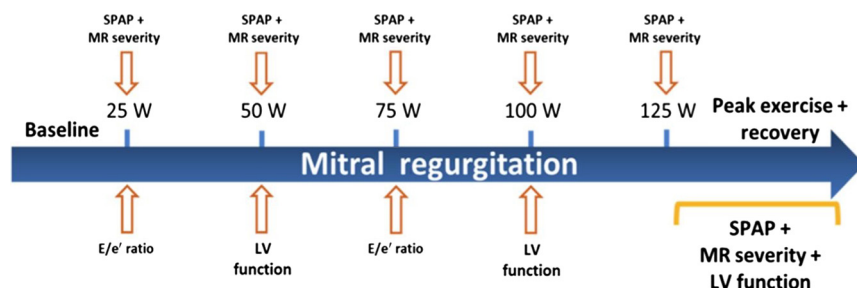 SPAP +
MR severity
SPAP +
MR severity
SPAP +
MR severity
SPAP +
MR severity
SPAP +
MR severity
25 W
50 W
75 W
100 W
125 W
Baseline
Peak exercise +
recovery
Mitral regurgitation
E/e′ ratio
LV
function
E/e′ ratio
LV
function
SPAP +
MR severity +
LV function